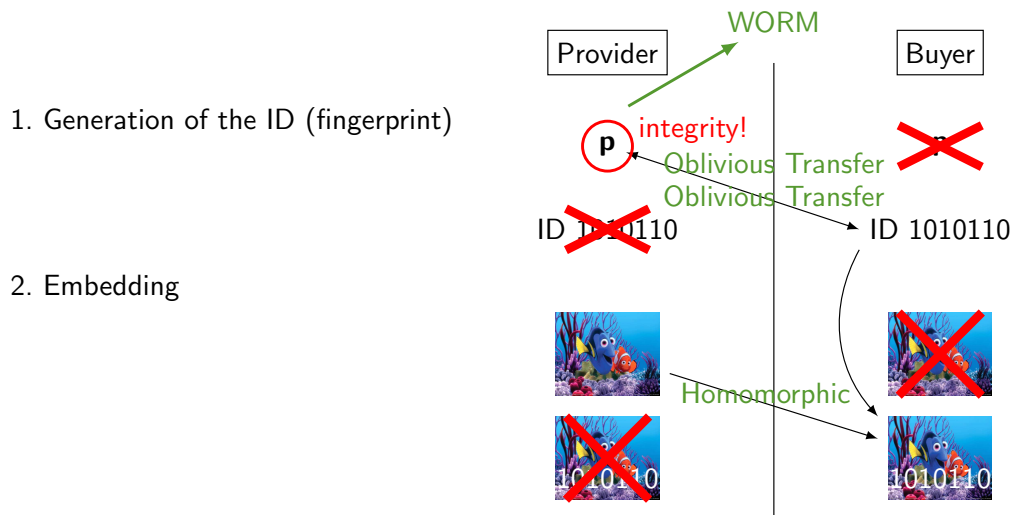 WORM
Provider
Buyer
1. Generation of the ID (fingerprint)
p
integrity!
p
Oblivious Transfer
Oblivious Transfer
ID 1010110
ID 1010110
2. Embedding
Homomorphic
1010110
1010110